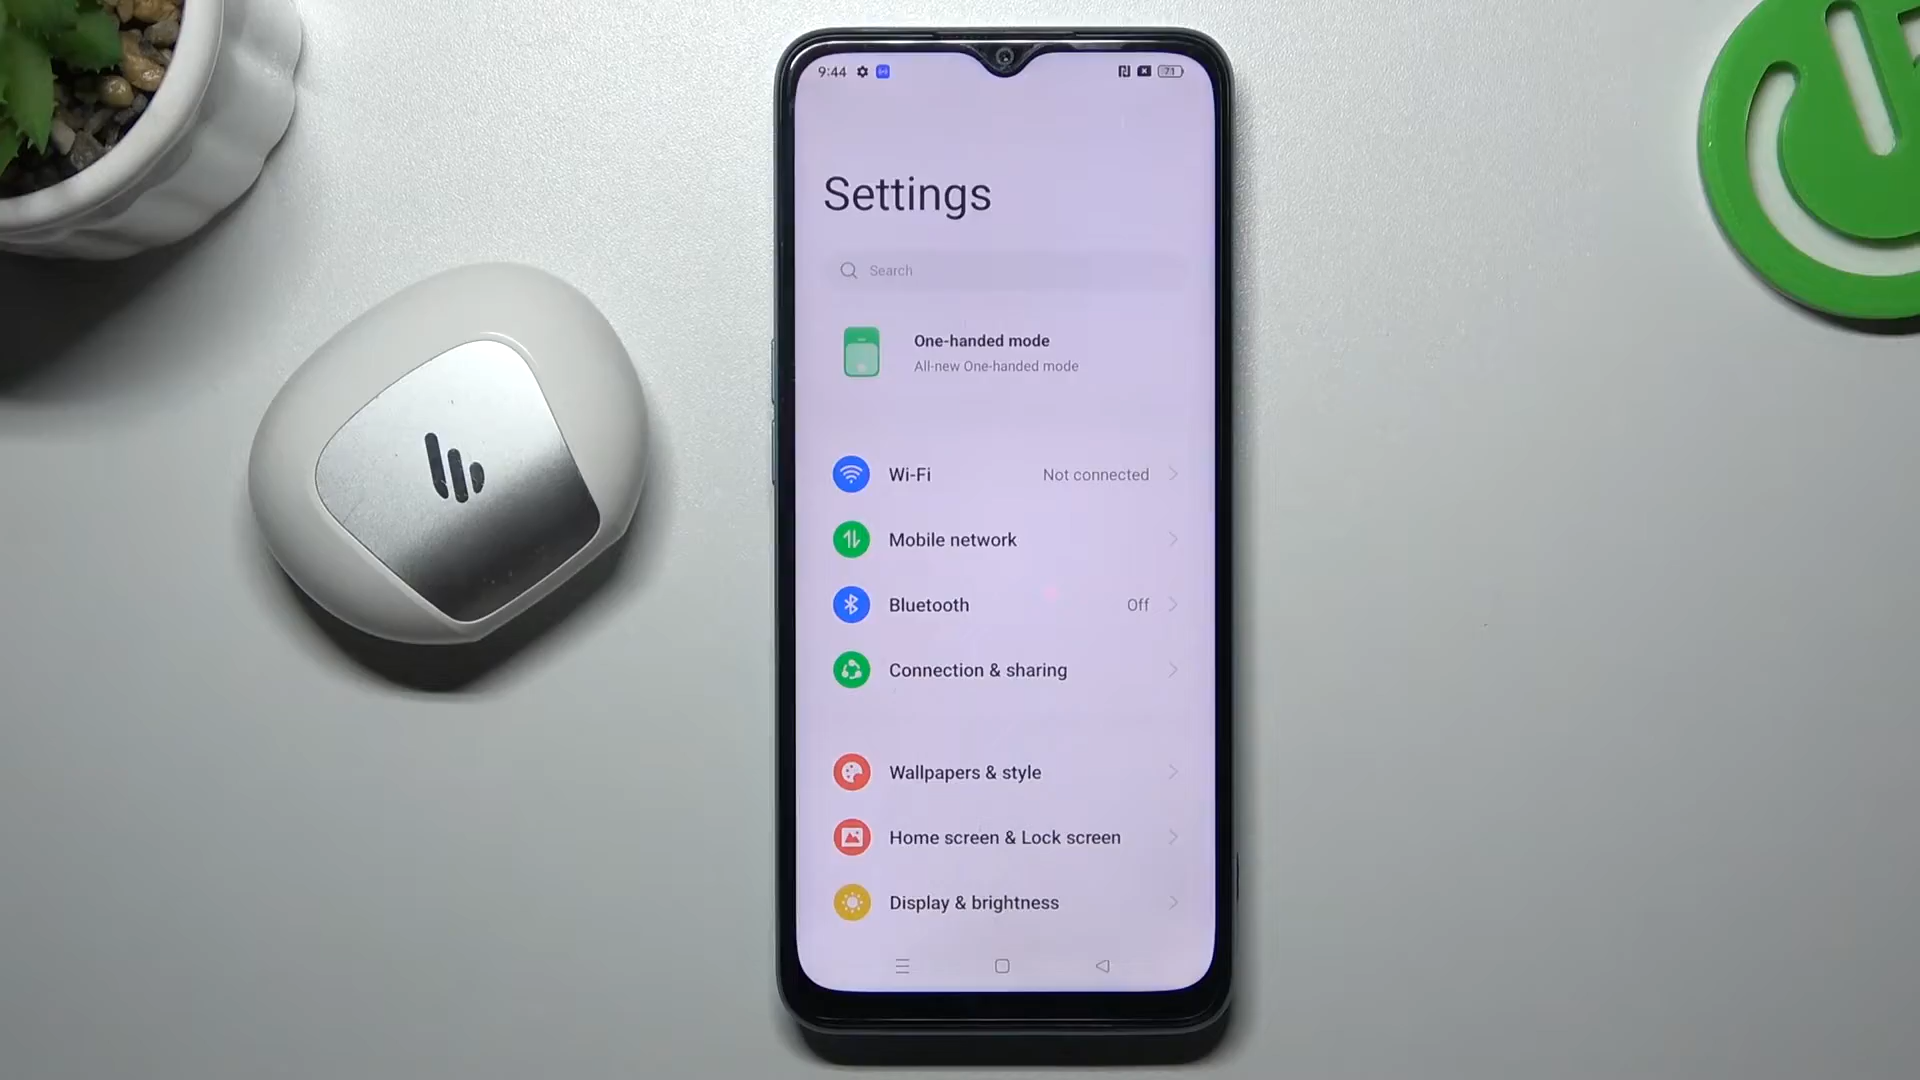 9:44
71
Settings
Search
One-handed mode
All-new One-handed mode
Wi-Fi Not connected
Mobile network
Bluetooth Off
Connection & sharing
Wallpapers & style
Home screen & Lock screen
Display & brightness